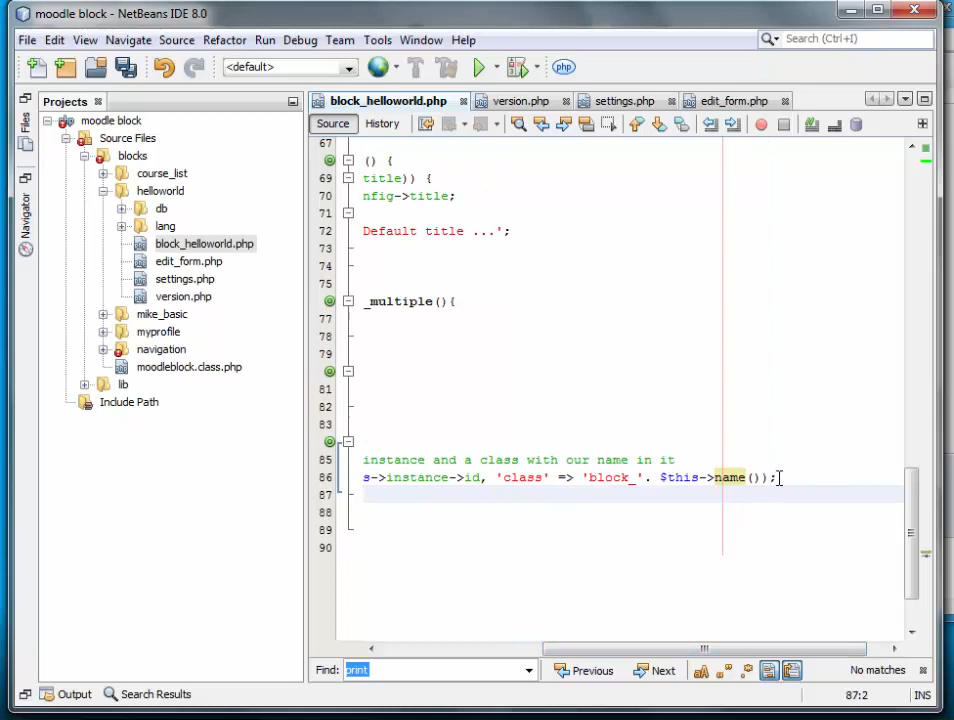 moodle block - NetBeans IDE 8.0
File Edit View Navigate Source Refactor Run Debug Team Tools Window Help
Search (Ctrl+I)
<default>
php
Projects
block_helloworld.php version.php settings.php edit_form.php
Source History
Files
Navigator
moodle block
Source Files
blocks
course_list
helloworld
db
lang
block_helloworld.php
edit_form.php
settings.php
version.php
mike_basic
myprofile
navigation
moodleblock.class.php
lib
Include Path
67
() {
69 title)) {
70 nfig->title;
71
72 Default title ...';
73
74
75
_multiple(){
77
78
79
81
82
83
85 instance and a class with our name in it
86 s->instance->id, 'class' => 'block_'. $this->name());
87
88
89
90
Find: print Previous Next No matches
Output Search Results 87:2 INS